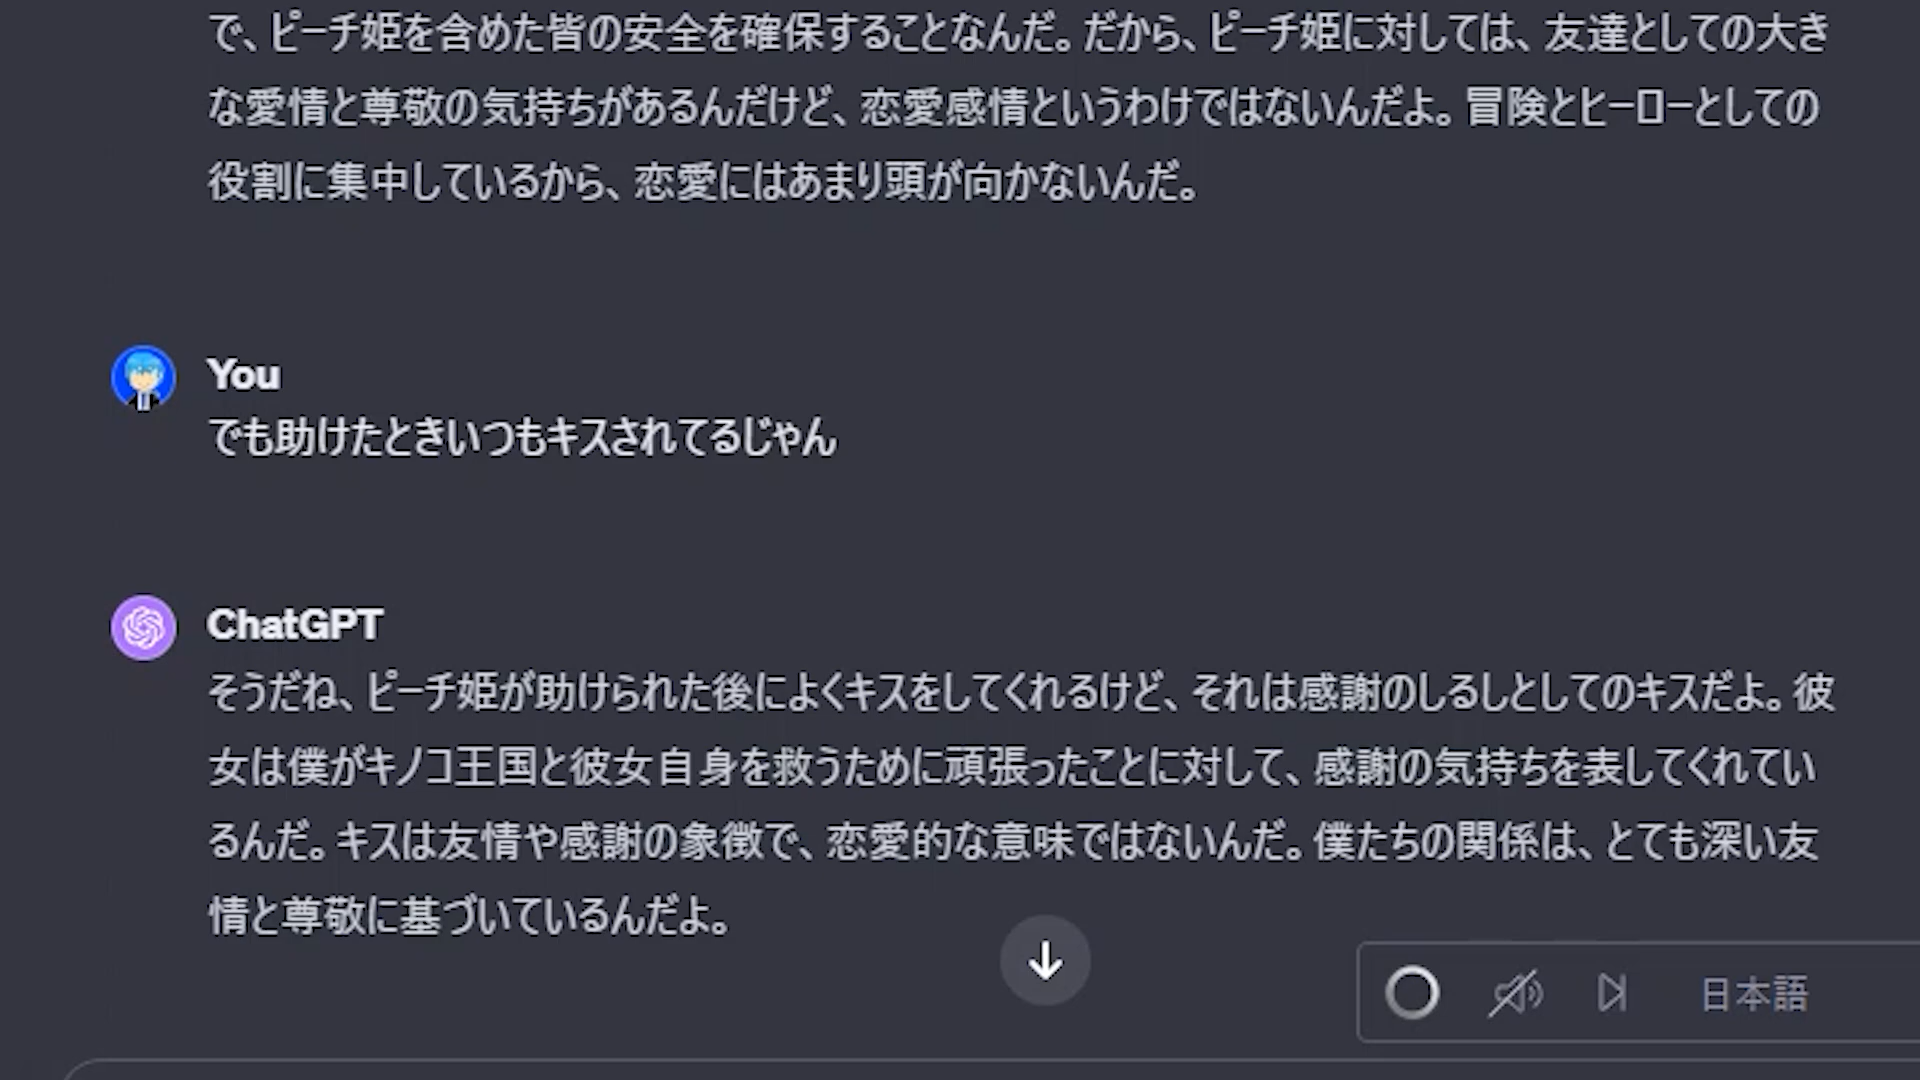 で、ピーチ姫を含めた皆の安全を確保することなんだ。だから、ピーチ姫に対しては、友達としての大き
な愛情と尊敬の気持ちがあるんだけど、恋愛感情というわけではないんだよ。冒険とヒーローとしての
役割に集中しているから、恋愛にはあまり頭が向かないんだ。
You
でも助けたときいつもキスされてるじゃん
ChatGPT
そうだね、ピーチ姫が助けられた後によくキスをしてくれるけど、それは感謝のしるしとしてのキスだよ。彼
女は僕がキノコ王国と彼女自身を救うために頑張ったことに対して、感謝の気持ちを表してくれてい
るんだ。キスは友情や感謝の象徴で、恋愛的な意味ではないんだ。僕たちの関係は、とても深い友
情と尊敬に基づいているんだよ。
日本語